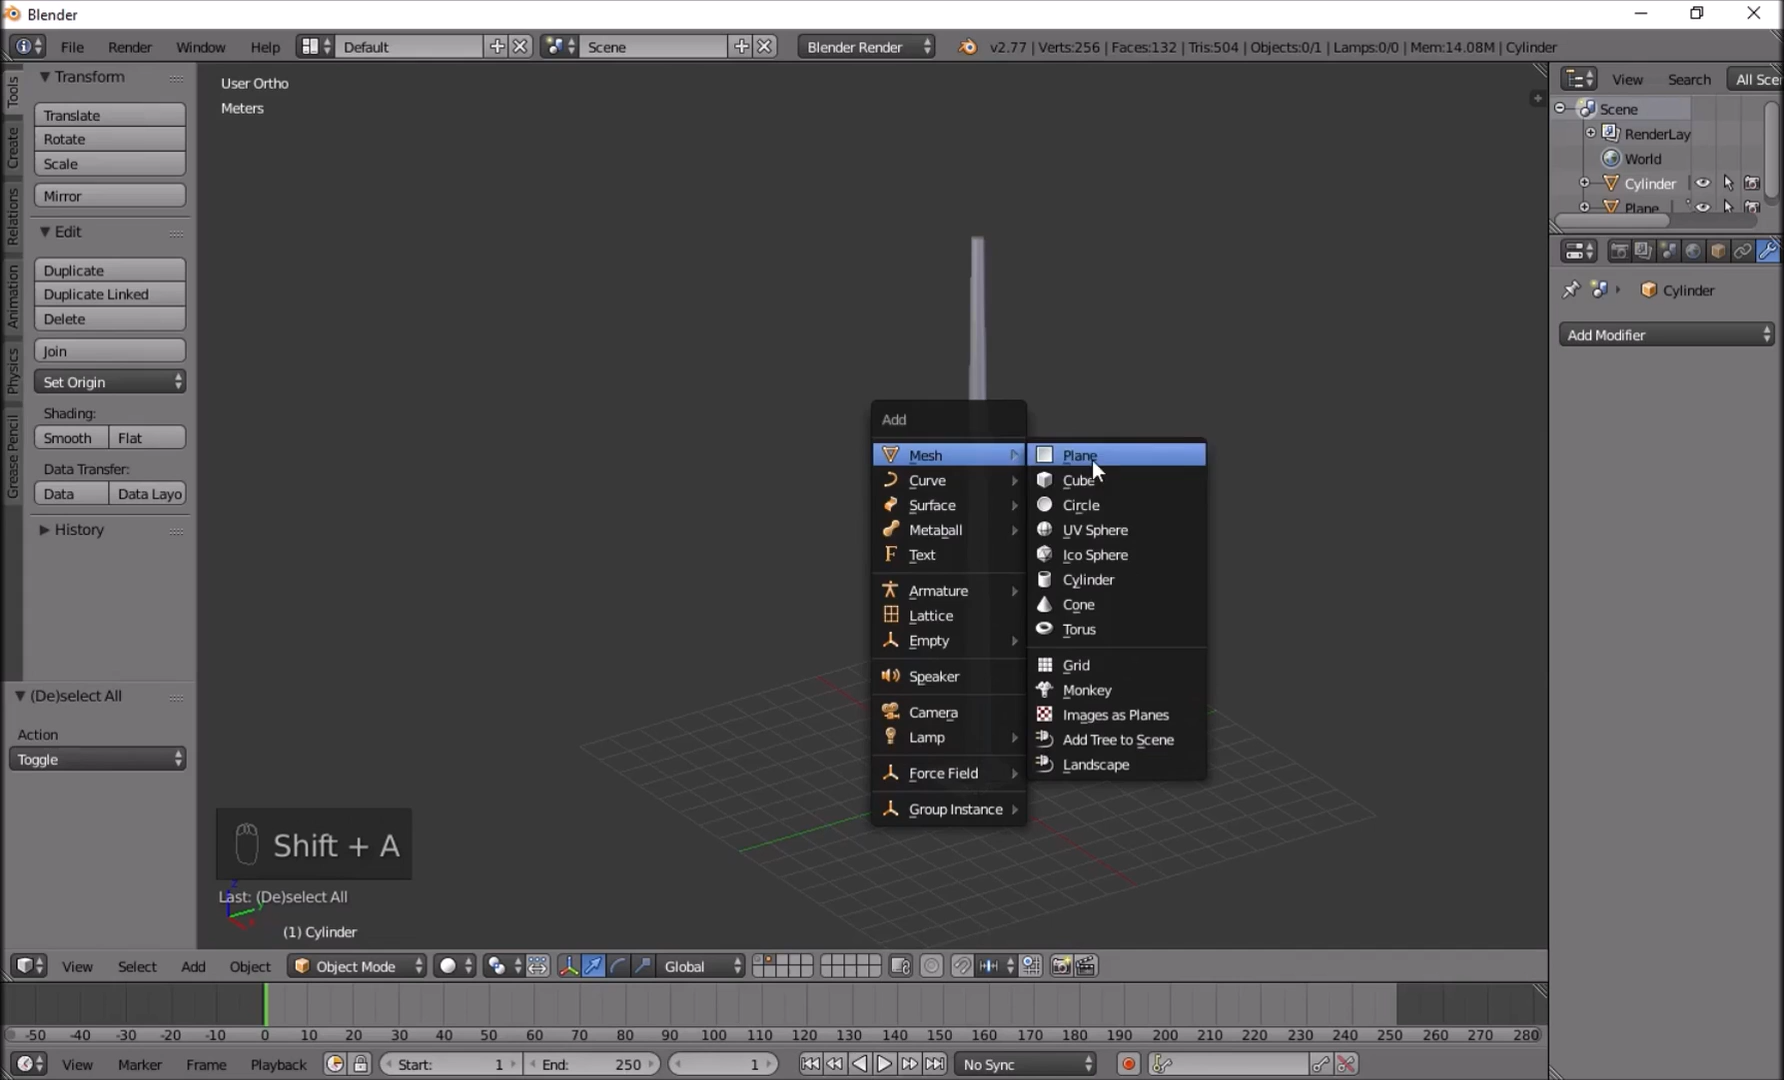 Blender
File Render Window Help Default Scene Blender Render v2.77 | Verts:256 | Faces:132 | Tris:504 | Objects:0/1 | Lamps:0/0 | Mem:14.08M | Cylinder
Tools
Create
Relations
Animation
Physics
Grease Pencil
Transform
Translate
Rotate
Scale
Mirror
Edit
Duplicate
Duplicate Linked
Delete
Join
Set Origin
Shading:
Smooth Flat
Data Transfer:
Data Data Layo
History
(De)select All
Action
Toggle
User Ortho
Meters
Add
Mesh
Curve
Surface
Metaball
Text
Armature
Lattice
Empty
Speaker
Camera
Lamp
Force Field
Group Instance
Plane
Cube
Circle
UV Sphere
Ico Sphere
Cylinder
Cone
Torus
Grid
Monkey
Images as Planes
Add Tree to Scene
Landscape
Shift + A
Last: (De)select All
(1) Cylinder
View Search All Sce
Scene
RenderLay
World
Cylinder
Plane
Cylinder
Add Modifier
View Select Add Object Object Mode Global
-50 -40 -30 -20 -10 0 10 20 30 40 50 60 70 80 90 100 110 120 130 140 150 160 170 180 190 200 210 220 230 240 250 260 270 280
View Marker Frame Playback Start: 1 End: 250 1 No Sync